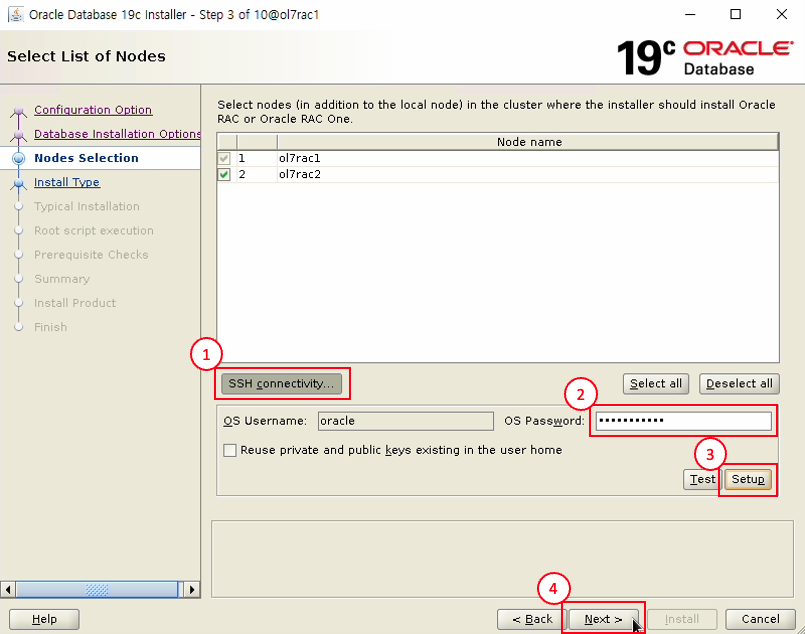 Oracle Database 19c Installer - Step 3 of 10@ol7rac1
Select List of Nodes
19c ORACLE
Database
Configuration Option
Database Installation Options
Nodes Selection
Install Type
Typical Installation
Root script execution
Prerequisite Checks
Summary
Install Product
Finish
Select nodes (in addition to the local node) in the cluster where the installer should install Oracle
RAC or Oracle RAC One.
Node name
1 ol7rac1
2 ol7rac2
1
SSH connectivity... Select all Deselect all
2
OS Username: oracle OS Password: •••••••••••
Reuse private and public keys existing in the user home
3
Test Setup
4
Help < Back Next > Install Cancel